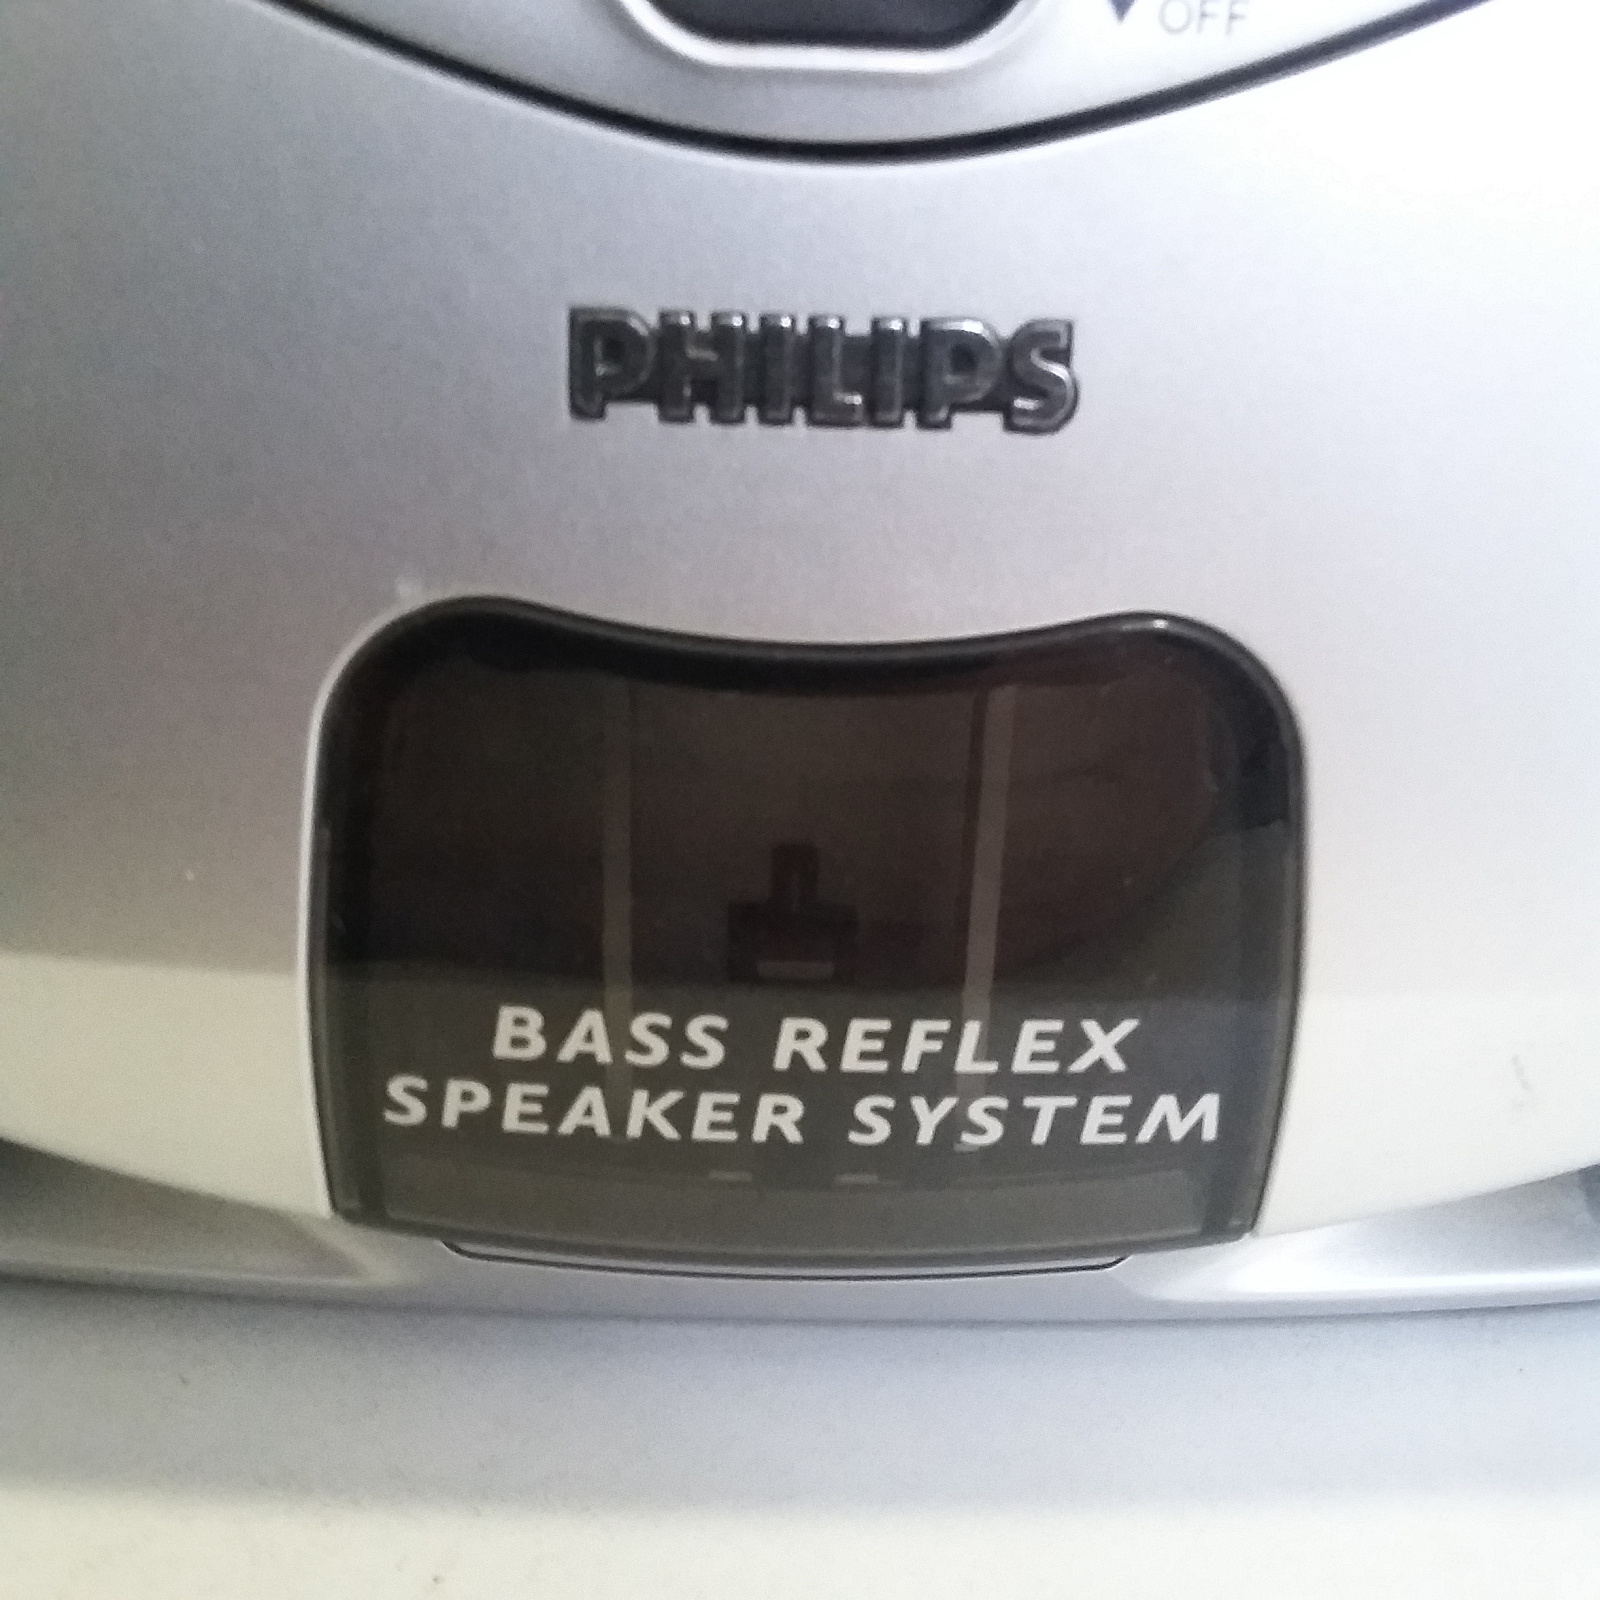 OFF
PHILIPS
BASS REFLEX
SPEAKER SYSTEM